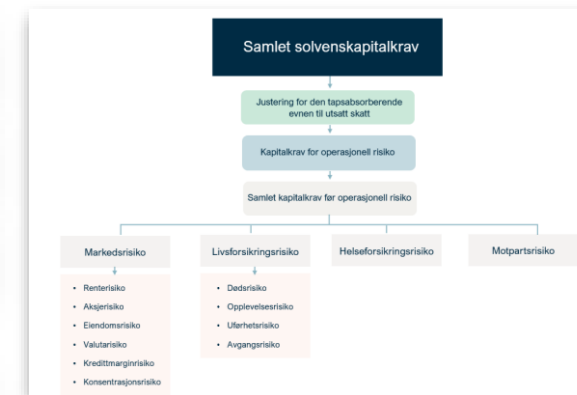 Samlet solvenskapitalkrav
Justering for den tapsabsorberende
evnen til utsatt skatt
Kapitalkrav for operasjonell risiko
Samlet kapitalkrav før operasjonell risiko
Markedsrisiko
Livsforsikringsrisiko
Helseforsikringsrisiko
Motpartsrisiko
• Renterisiko
• Aksjerisiko
• Eiendomsrisiko
• Valutarisiko
• Kredittmarginrisiko
• Konsentrasjonsrisiko
• Dødsrisiko
• Opplevelsesrisiko
• Uførhetsrisiko
• Avgangsrisiko